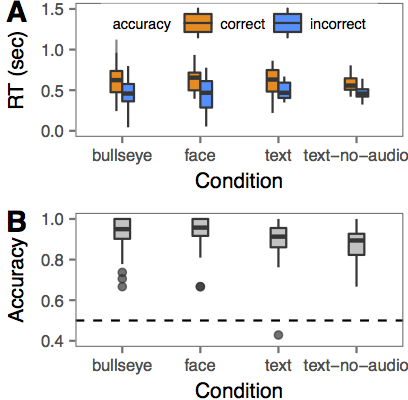 A
accuracy correct incorrect
RT (sec)
1.5
1.0
0.5
0.0
bullseye face text text-no-audio
Condition
B
Accuracy
1.0
0.8
0.6
0.4
bullseye face text text-no-audio
Condition